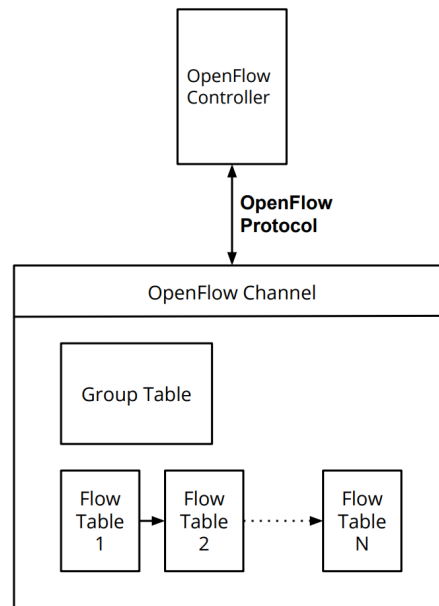 OpenFlow
Controller
OpenFlow
Protocol
OpenFlow Channel
Group Table
Flow
Table
1
Flow
Table
2
Flow
Table
N